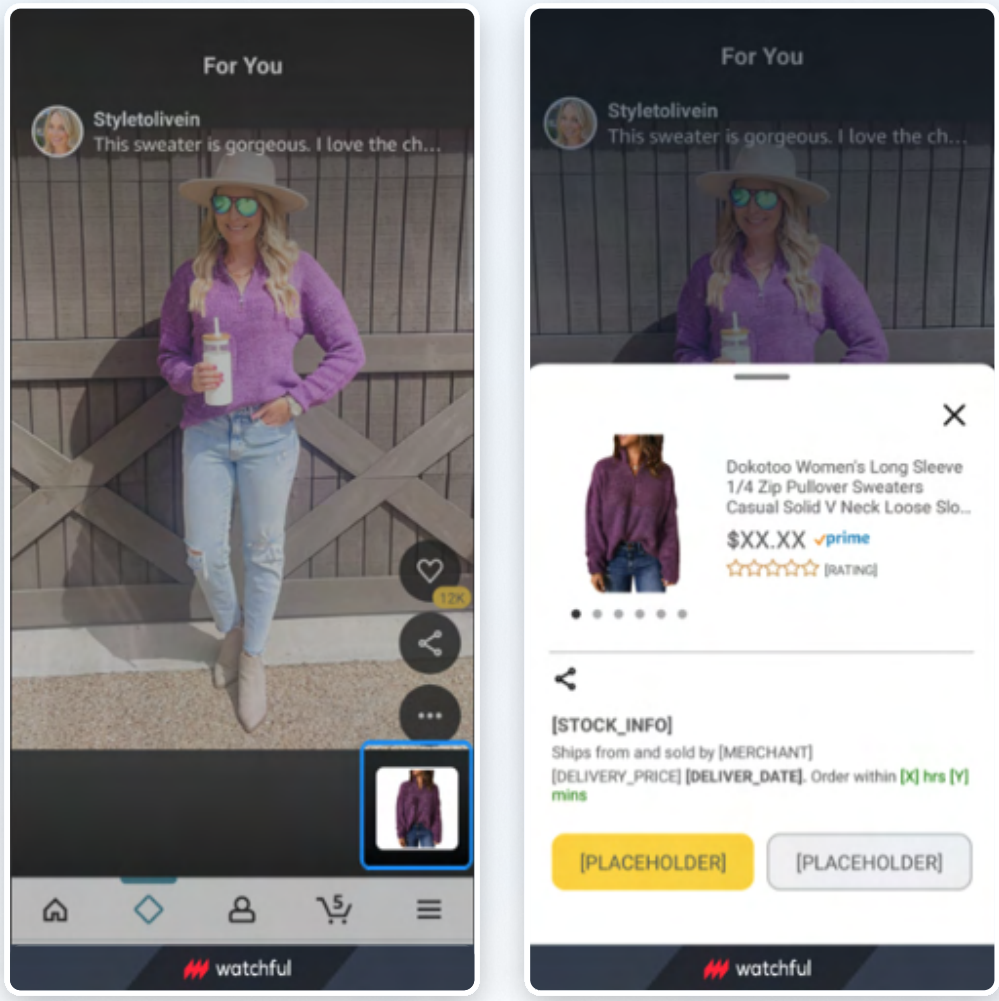 For You
Styletolivein
This sweater is gorgeous. I love the ch...
12K
5
watchful
For You
Styletolivein
This sweater is gorgeous. I love the ch...
Dokotoo Women's Long Sleeve
1/4 Zip Pullover Sweaters
Casual Solid V Neck Loose Slo...
$XX.XX prime
[RATING]
[STOCK_INFO]
Ships from and sold by [MERCHANT]
[DELIVERY_PRICE] [DELIVER_DATE]. Order within [X] hrs [Y]
mins
[PLACEHOLDER] [PLACEHOLDER]
watchful